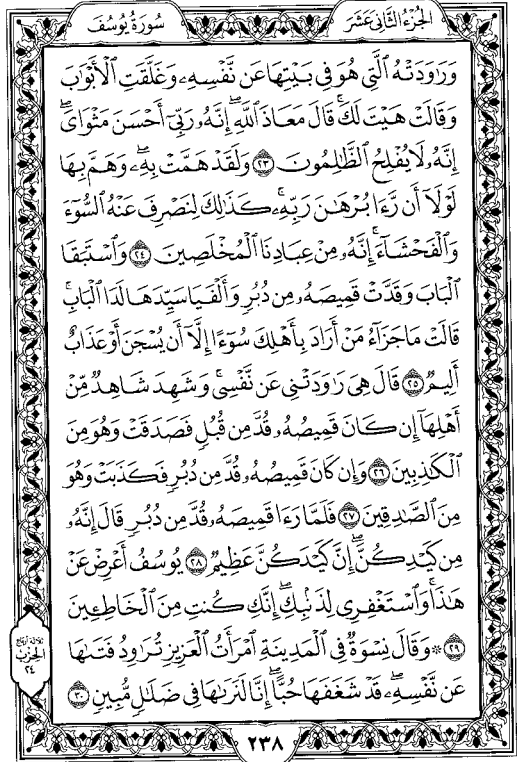 الجزء الثاني عشر
سورة يوسف
وَرَٰوَدَتْهُ ٱلَّتِى هُوَ فِى بَيْتِهَا عَن نَّفْسِهِۦ وَغَلَّقَتِ ٱلْأَبْوَٰبَ
وَقَالَتْ هَيْتَ لَكَ ۚ قَالَ مَعَاذَ ٱللَّهِ ۖ إِنَّهُۥ رَبِّىٓ أَحْسَنَ مَثْوَاىَ ۖ
إِنَّهُۥ لَا يُفْلِحُ ٱلظَّٰلِمُونَ ٢٣ وَلَقَدْ هَمَّتْ بِهِۦ ۖ وَهَمَّ بِهَا
لَوْلَآ أَن رَّءَا بُرْهَٰنَ رَبِّهِۦ ۚ كَذَٰلِكَ لِنَصْرِفَ عَنْهُ ٱلسُّوٓءَ
وَٱلْفَحْشَآءَ ۚ إِنَّهُۥ مِنْ عِبَادِنَا ٱلْمُخْلَصِينَ ٢٤ وَٱسْتَبَقَا
ٱلْبَابَ وَقَدَّتْ قَمِيصَهُۥ مِن دُبُرٍ وَأَلْفَيَا سَيِّدَهَا لَدَا ٱلْبَابِ ۚ
قَالَتْ مَا جَزَآءُ مَنْ أَرَادَ بِأَهْلِكَ سُوٓءًا إِلَّآ أَن يُسْجَنَ أَوْ عَذَابٌ
أَلِيمٌ ٢٥ قَالَ هِىَ رَٰوَدَتْنِى عَن نَّفْسِى ۚ وَشَهِدَ شَاهِدٌ مِّنْ
أَهْلِهَآ إِن كَانَ قَمِيصُهُۥ قُدَّ مِن قُبُلٍ فَصَدَقَتْ وَهُوَ مِنَ
ٱلْكَٰذِبِينَ ٢٦ وَإِن كَانَ قَمِيصُهُۥ قُدَّ مِن دُبُرٍ فَكَذَبَتْ وَهُوَ
مِنَ ٱلصَّٰدِقِينَ ٢٧ فَلَمَّا رَءَا قَمِيصَهُۥ قُدَّ مِن دُبُرٍ قَالَ إِنَّهُۥ
مِن كَيْدِكُنَّ ۖ إِنَّ كَيْدَكُنَّ عَظِيمٌ ٢٨ يُوسُفُ أَعْرِضْ عَنْ
هَٰذَا ۚ وَٱسْتَغْفِرِى لِذَنۢبِكِ ۖ إِنَّكِ كُنتِ مِنَ ٱلْخَاطِـِٔينَ
٢٩ ۞ وَقَالَ نِسْوَةٌ فِى ٱلْمَدِينَةِ ٱمْرَأَتُ ٱلْعَزِيزِ تُرَٰوِدُ فَتَىٰهَا
عَن نَّفْسِهِۦ ۖ قَدْ شَغَفَهَا حُبًّا ۖ إِنَّا لَنَرَىٰهَا فِى ضَلَٰلٍ مُّبِينٍ ٣٠
ثلاثة أرباع
الحزب
٢٤
٢٣٨